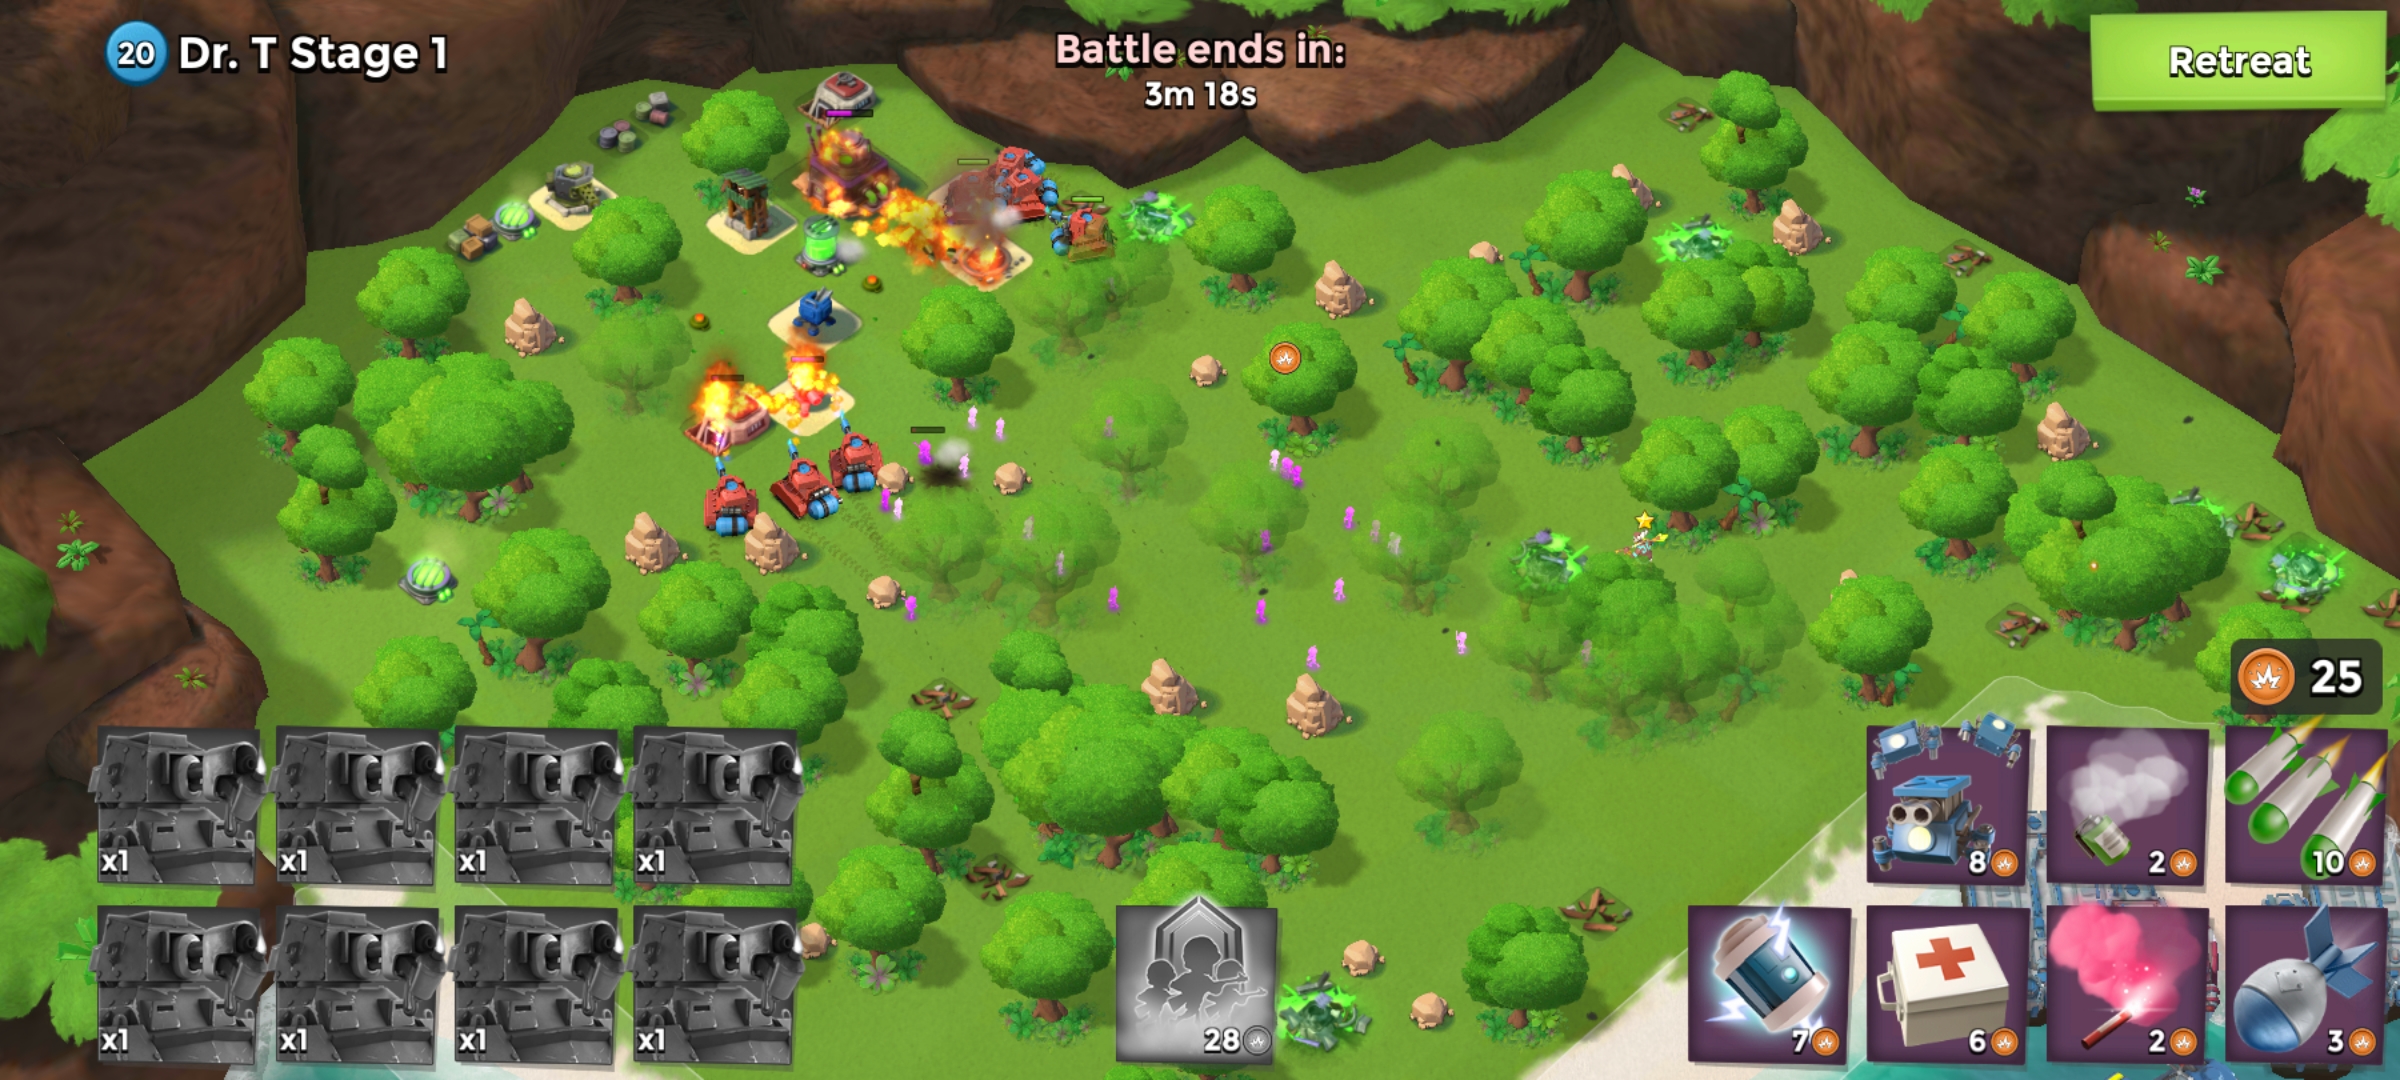 20 Dr. T Stage 1
Battle ends in:
3m 18s
Retreat
25
x1 x1 x1 x1
8 2 10
x1 x1 x1 x1
28
7 6 2 3